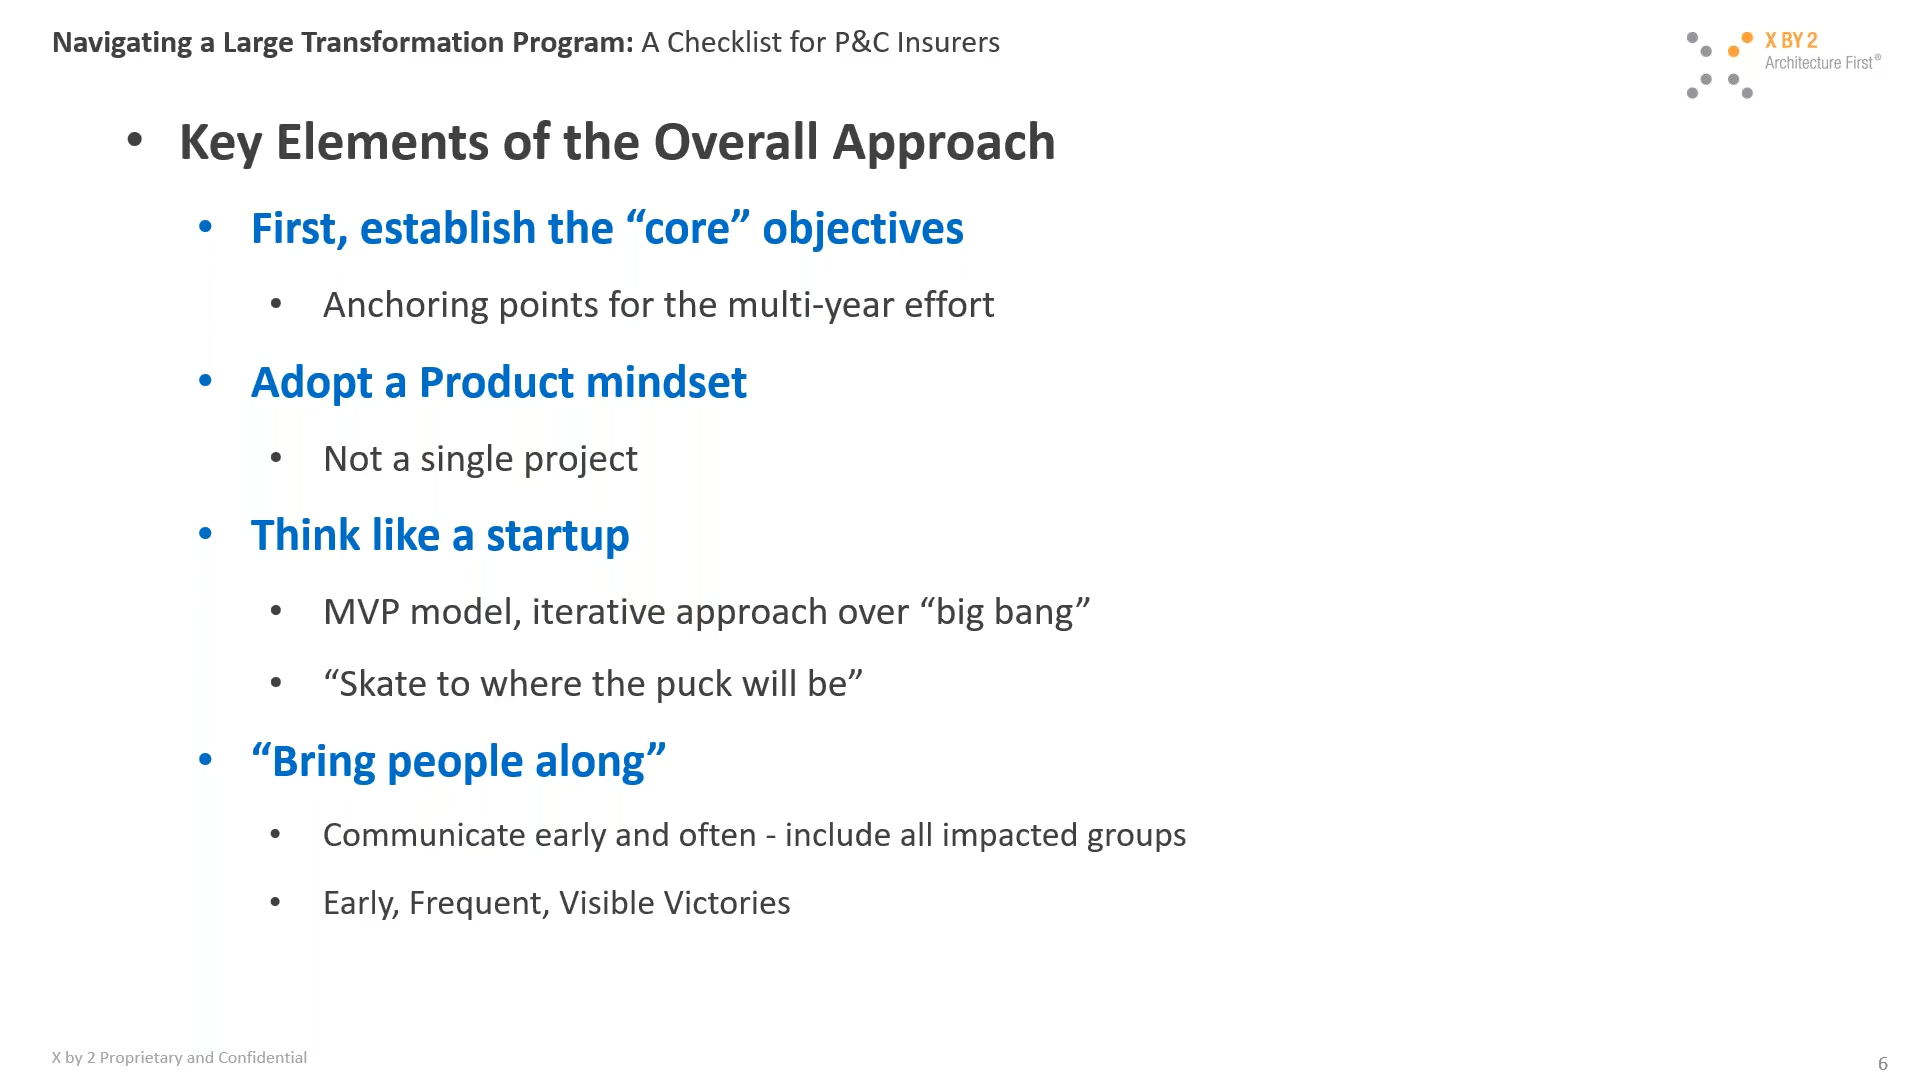 Navigating a Large Transformation Program: A Checklist for P&C Insurers
X BY 2
Architecture First®
• Key Elements of the Overall Approach
• First, establish the “core” objectives
• Anchoring points for the multi-year effort
• Adopt a Product mindset
• Not a single project
• Think like a startup
• MVP model, iterative approach over “big bang”
• “Skate to where the puck will be”
• “Bring people along”
• Communicate early and often - include all impacted groups
• Early, Frequent, Visible Victories
X by 2 Proprietary and Confidential
6